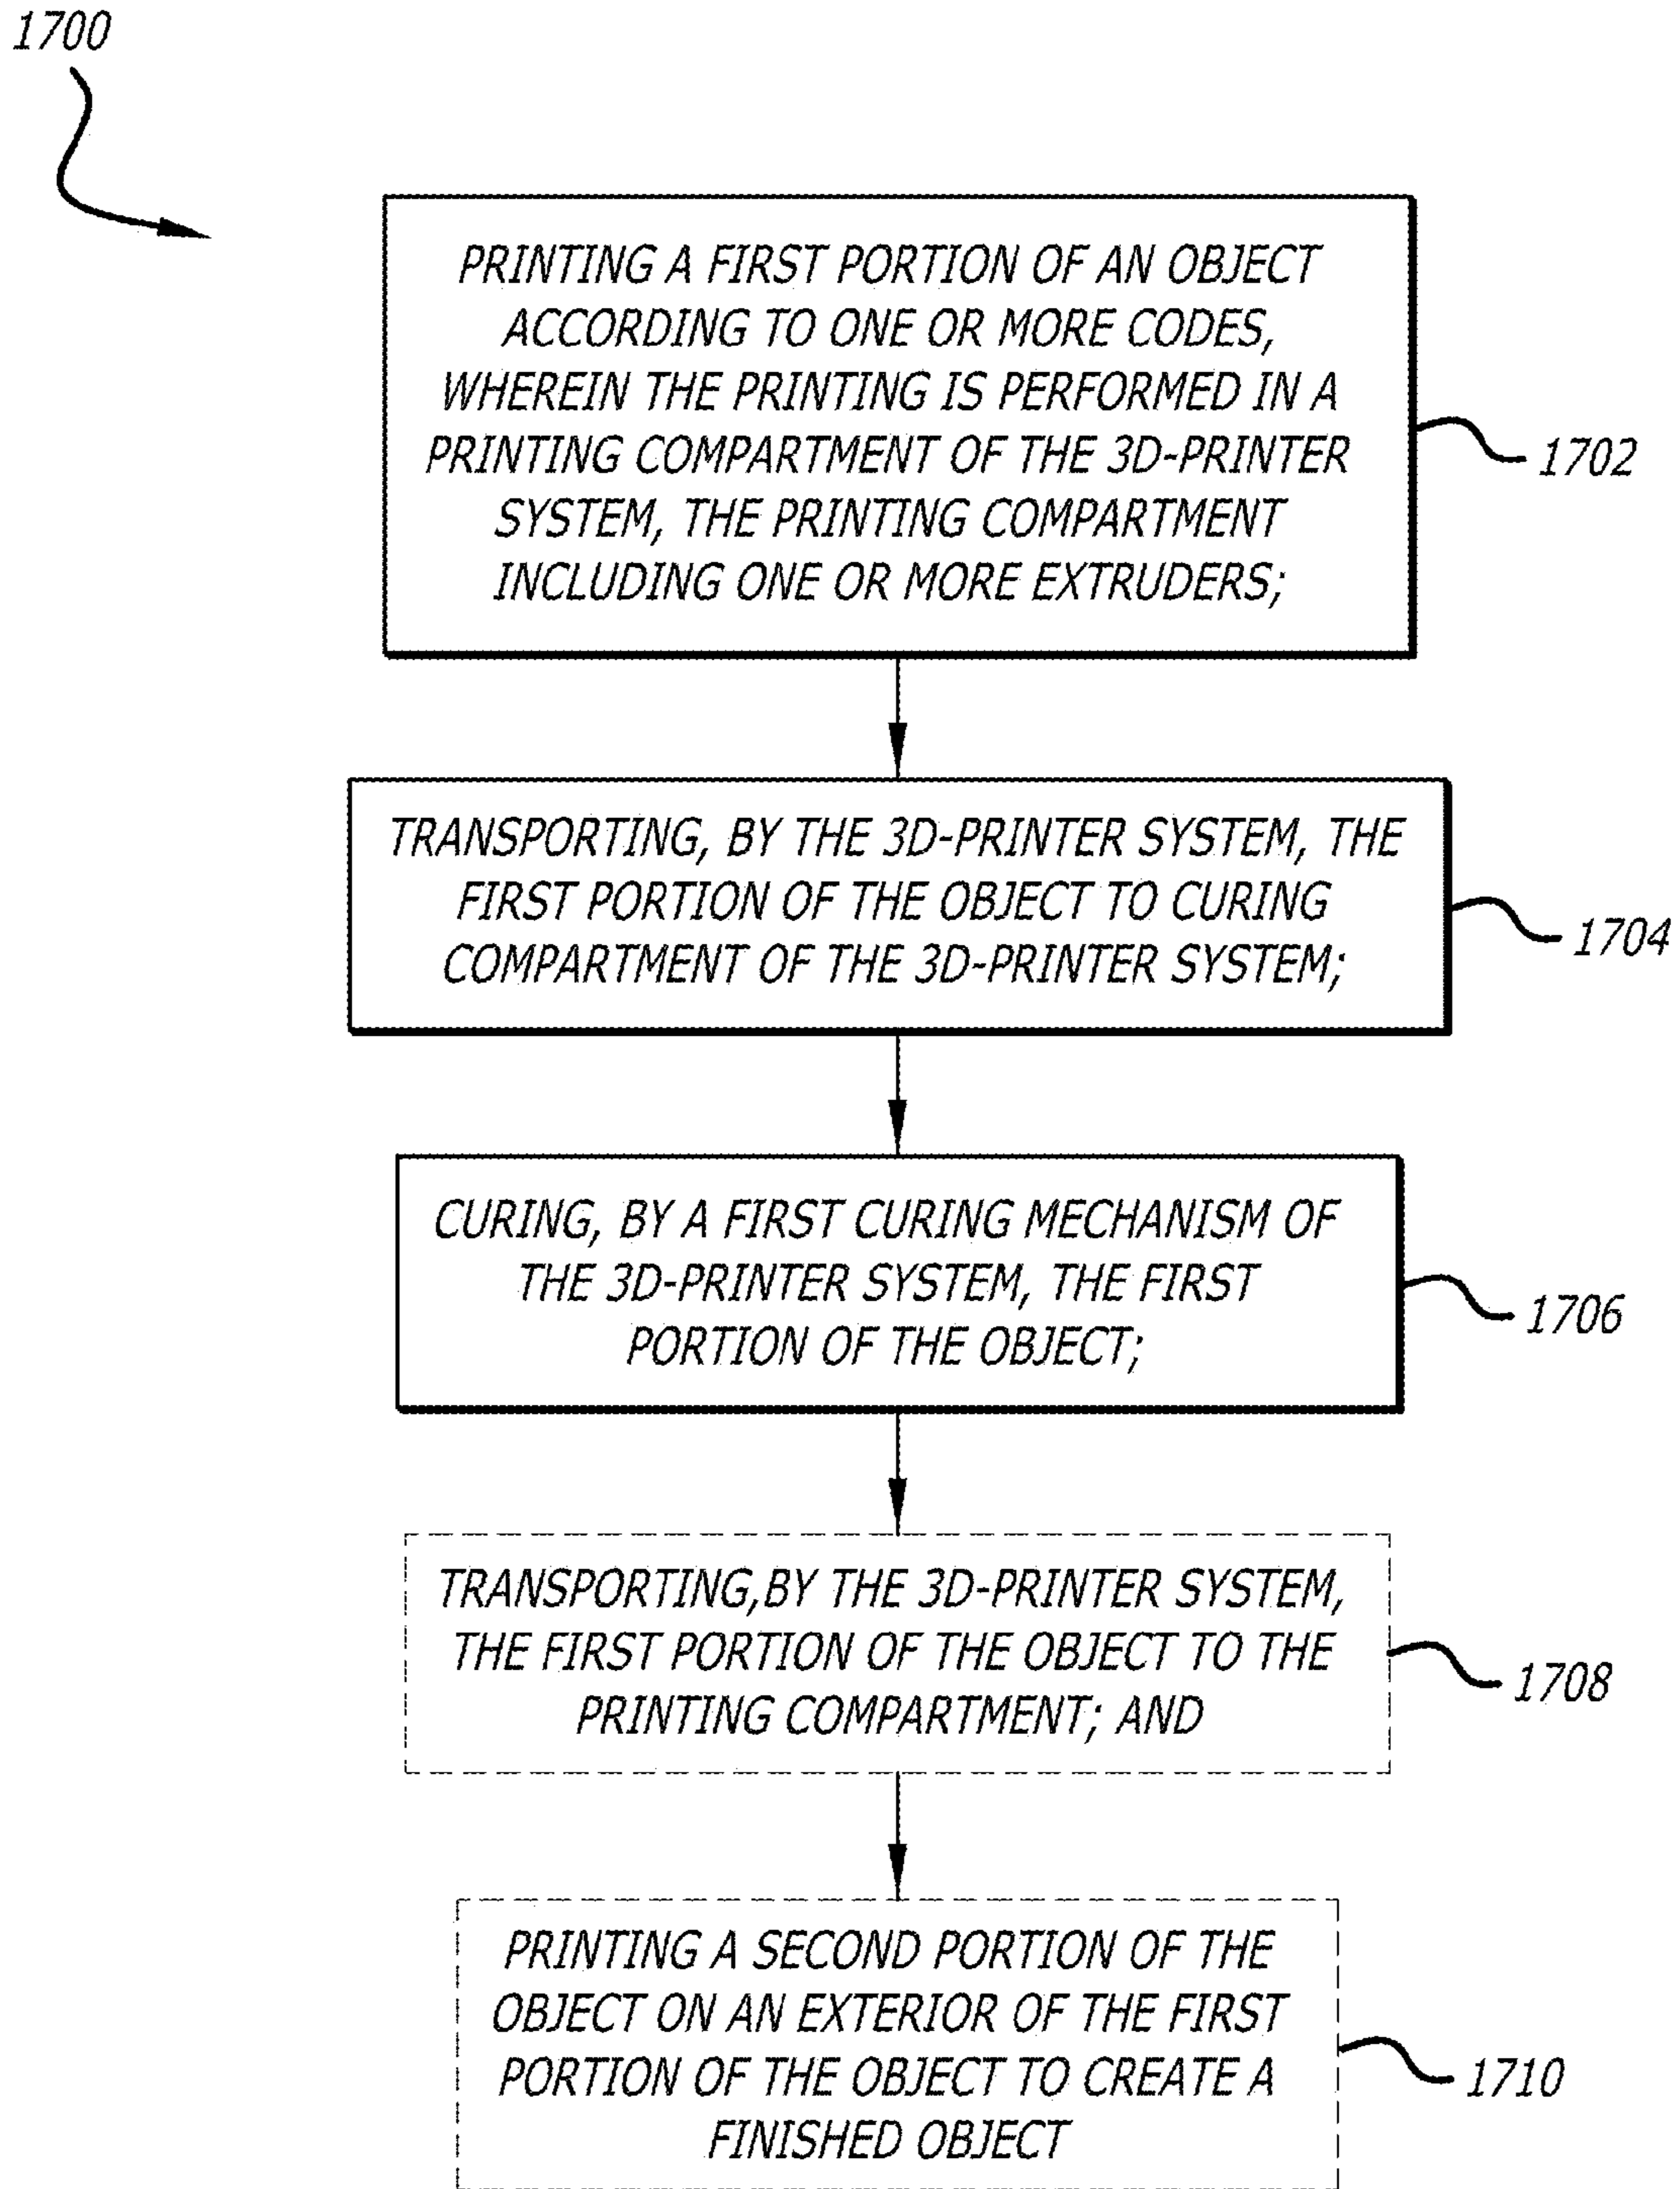 1700
PRINTING A FIRST PORTION OF AN OBJECT
ACCORDING TO ONE OR MORE CODES,
WHEREIN THE PRINTING IS PERFORMED IN A
PRINTING COMPARTMENT OF THE 3D-PRINTER
SYSTEM, THE PRINTING COMPARTMENT
INCLUDING ONE OR MORE EXTRUDERS;
1702
TRANSPORTING, BY THE 3D-PRINTER SYSTEM, THE
FIRST PORTION OF THE OBJECT TO CURING
COMPARTMENT OF THE 3D-PRINTER SYSTEM;
1704
CURING, BY A FIRST CURING MECHANISM OF
THE 3D-PRINTER SYSTEM, THE FIRST
PORTION OF THE OBJECT;
1706
TRANSPORTING,BY THE 3D-PRINTER SYSTEM,
THE FIRST PORTION OF THE OBJECT TO THE
PRINTING COMPARTMENT; AND
1708
PRINTING A SECOND PORTION OF THE
OBJECT ON AN EXTERIOR OF THE FIRST
PORTION OF THE OBJECT TO CREATE A
FINISHED OBJECT
1710